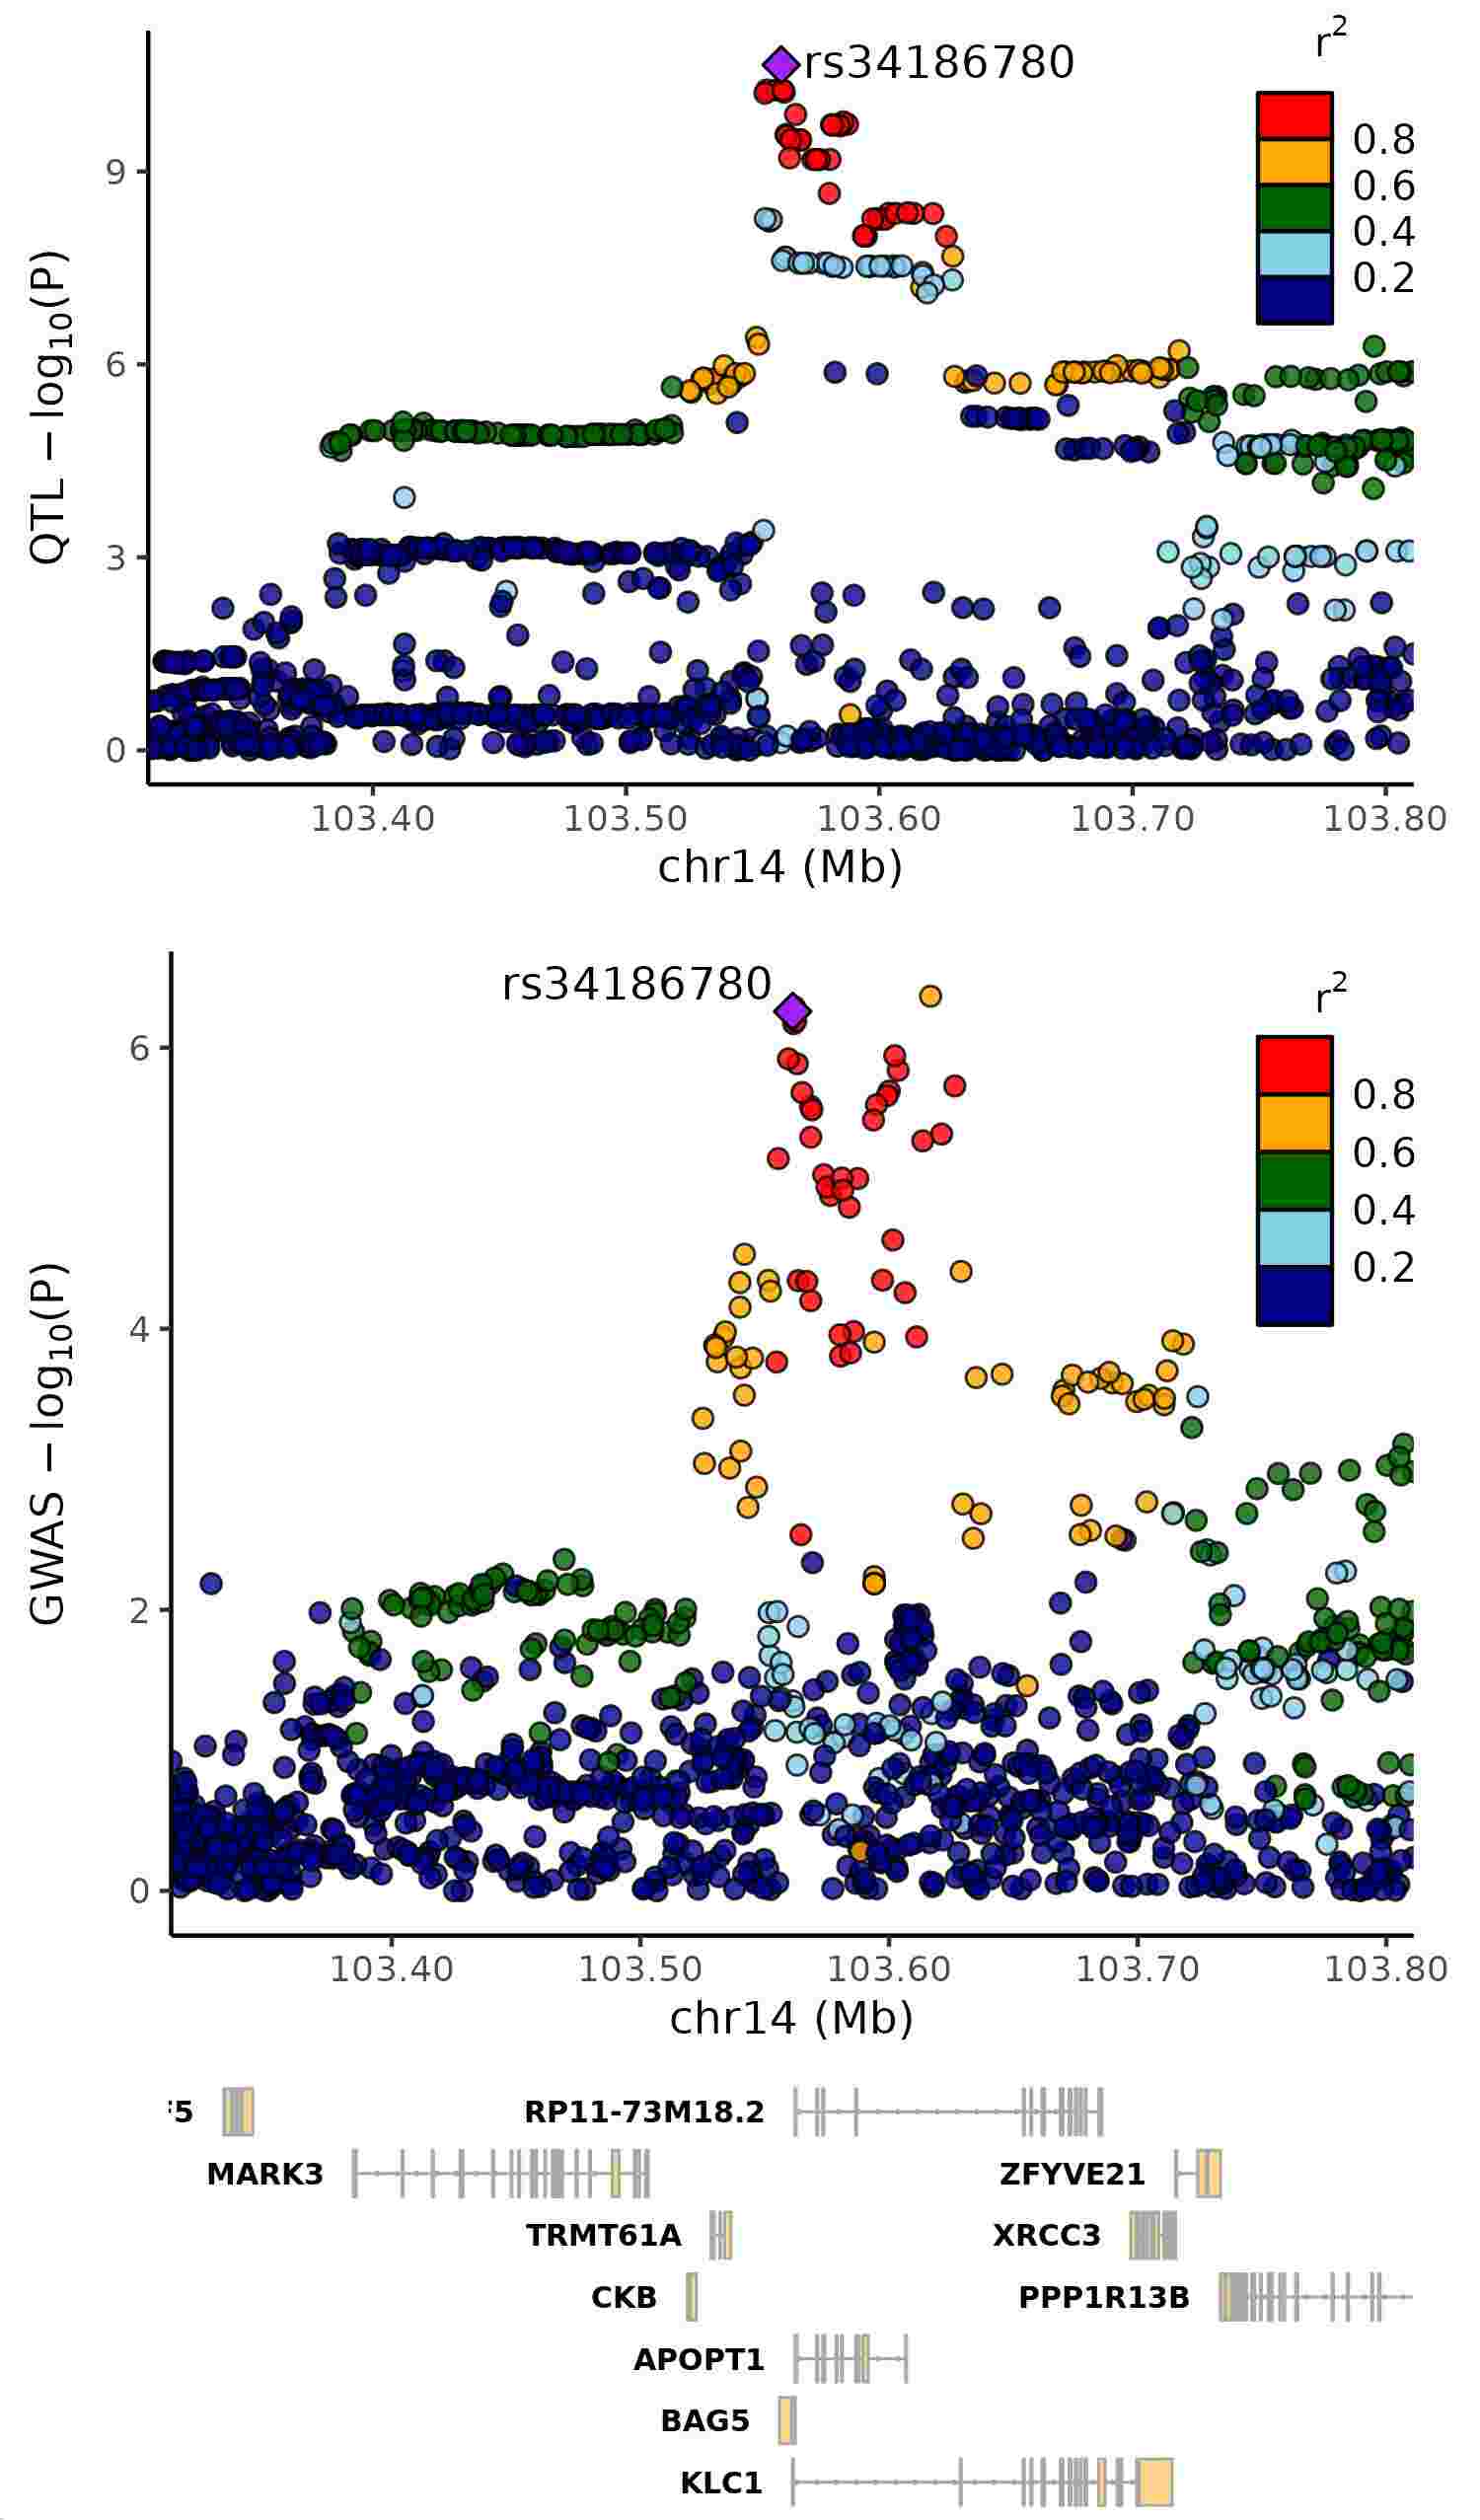 r²
rs34186780
0.8
0.6
0.4
0.2
9
6
3
0
QTL −log₁₀(P)
103.40 103.50 103.60 103.70 103.80
chr14 (Mb)
r²
rs34186780
0.8
0.6
0.4
0.2
6
4
2
0
GWAS −log₁₀(P)
103.40 103.50 103.60 103.70 103.80
chr14 (Mb)
5 RP11-73M18.2
MARK3 ZFYVE21
TRMT61A XRCC3
CKB PPP1R13B
APOPT1
BAG5
KLC1